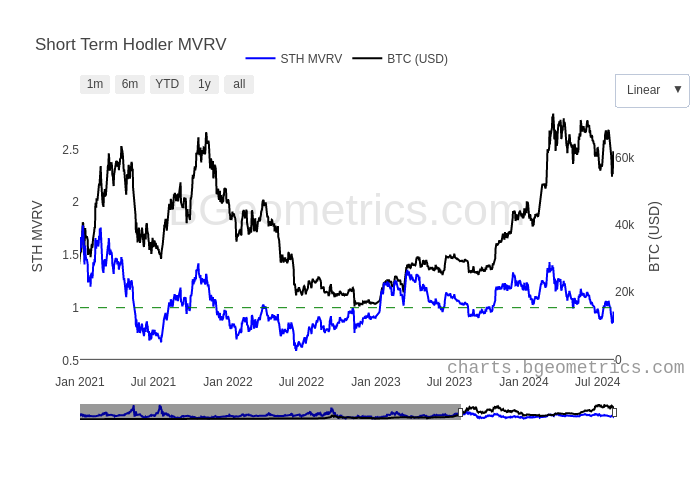 Short Term Hodler MVRV
STH MVRV BTC (USD)
1m 6m YTD 1y all
Linear ▼
2.5
2
1.5
1
0.5
STH MVRV
60k
40k
20k
0
BTC (USD)
BGeometrics.com
Jan 2021 Jul 2021 Jan 2022 Jul 2022 Jan 2023 Jul 2023 Jan 2024 Jul 2024
charts.bgeometrics.com